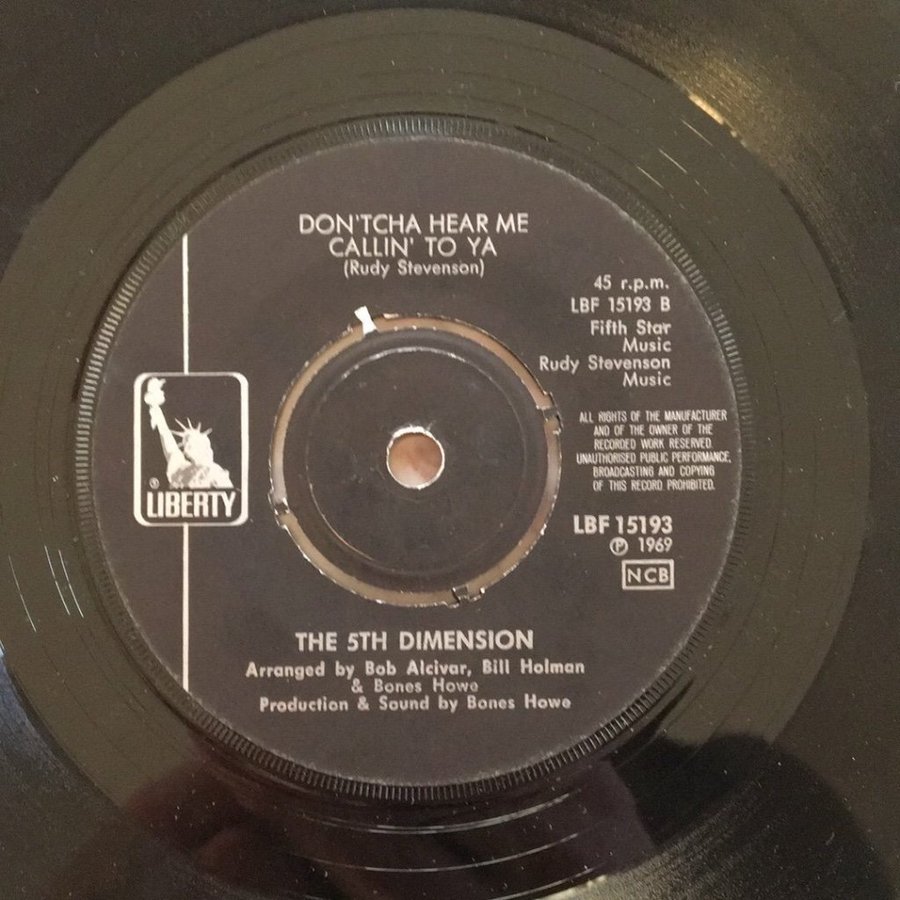 DON'TCHA HEAR ME
CALLIN' TO YA
(Rudy Stevenson)
45 r.p.m.
LBF 15193 B
Fifth Star
Music
Rudy Stevenson
Music
ALL RIGHTS OF THE MANUFACTURER
AND OF THE OWNER OF THE
RECORDED WORK RESERVED.
UNAUTHORISED PUBLIC PERFORMANCE,
BROADCASTING AND COPYING
OF THIS RECORD PROHIBITED.
® LIBERTY
LBF 15193
℗ 1969
NCB
THE 5TH DIMENSION
Arranged by Bob Alcivar, Bill Holman
& Bones Howe
Production & Sound by Bones Howe